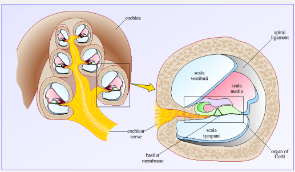 cochlea
spiral
ligament
scala
vestibuli
scala
media
cochlear
nerve
scala
tympani
basilar
membrane
organ of
Corti